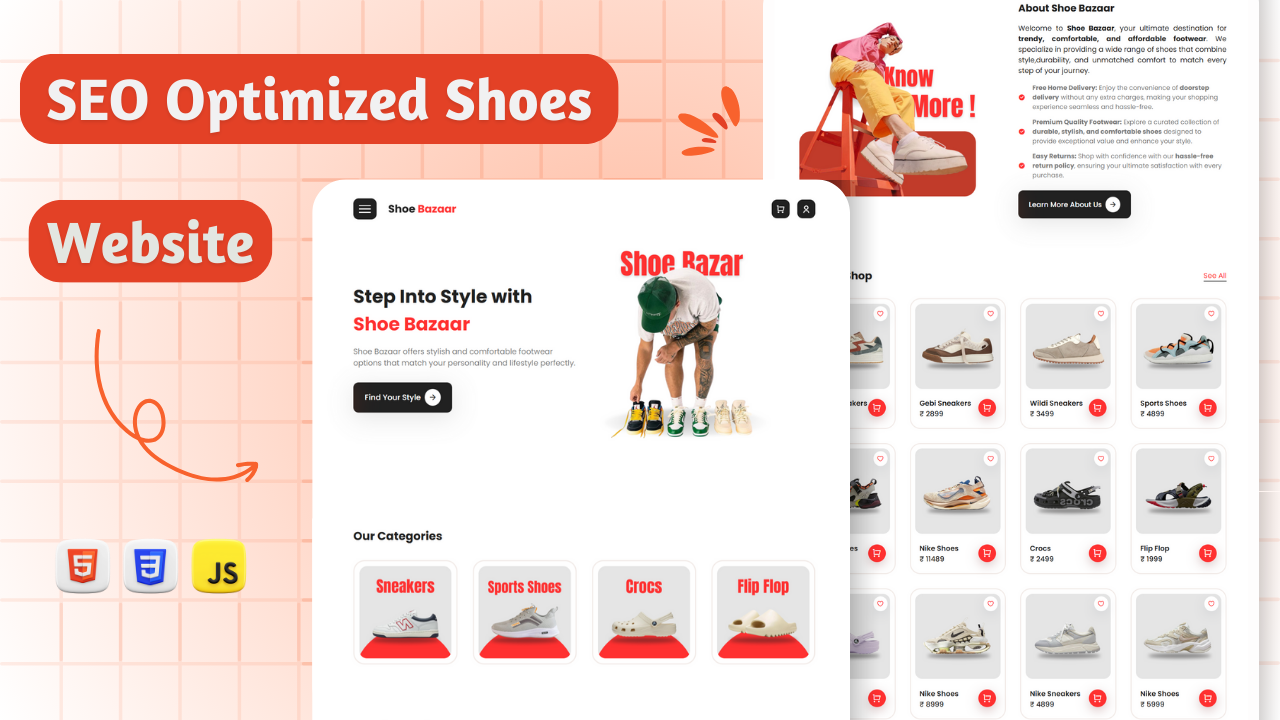 SEO Optimized Shoes
Website
5
3
JS
Shoe Bazaar
Shoe Bazar
Step Into Style with
Shoe Bazaar
Shoe Bazaar offers stylish and comfortable footwear
options that match your personality and lifestyle perfectly.
Find Your Style
Our Categories
Sneakers
Sports Shoes
Crocs
Flip Flop
Know
More !
About Shoe Bazaar
Welcome to Shoe Bazaar, your ultimate destination for
trendy, comfortable, and affordable footwear. We
specialize in providing a wide range of shoes that combine
style,durability, and unmatched comfort to match every
step of your journey.
Free Home Delivery: Enjoy the convenience of doorstep
delivery without any extra charges, making your shopping
experience seamless and hassle-free.
Premium Quality Footwear: Explore a curated collection of
durable, stylish, and comfortable shoes designed to
provide exceptional value and enhance your style.
Easy Returns: Shop with confidence with our hassle-free
return policy, ensuring your ultimate satisfaction with every
purchase.
Learn More About Us
Shop
See All
kers
Gebi Sneakers
₹ 2899
Wildi Sneakers
₹ 3499
Sports Shoes
₹ 4899
es
Nike Shoes
₹ 11489
Crocs
₹ 2499
Flip Flop
₹ 1999
Nike Shoes
₹ 8999
Nike Sneakers
₹ 4899
Nike Shoes
₹ 5999